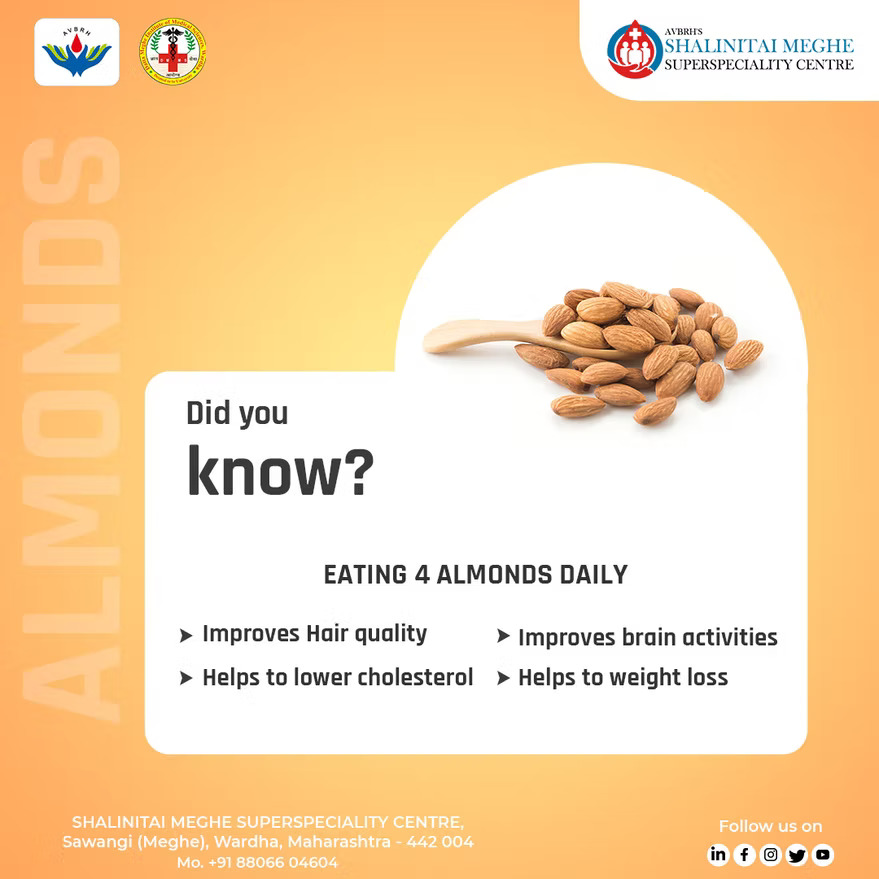 AVBRH
AVBRH'S
SHALINITAI MEGHE
SUPERSPECIALITY CENTRE
ALMONDS
Did you
know?
EATING 4 ALMONDS DAILY
➤ Improves Hair quality
➤ Improves brain activities
➤ Helps to lower cholesterol
➤ Helps to weight loss
SHALINITAI MEGHE SUPERSPECIALITY CENTRE,
Sawangi (Meghe), Wardha, Maharashtra - 442 004
Mo. +91 88066 04604
Follow us on